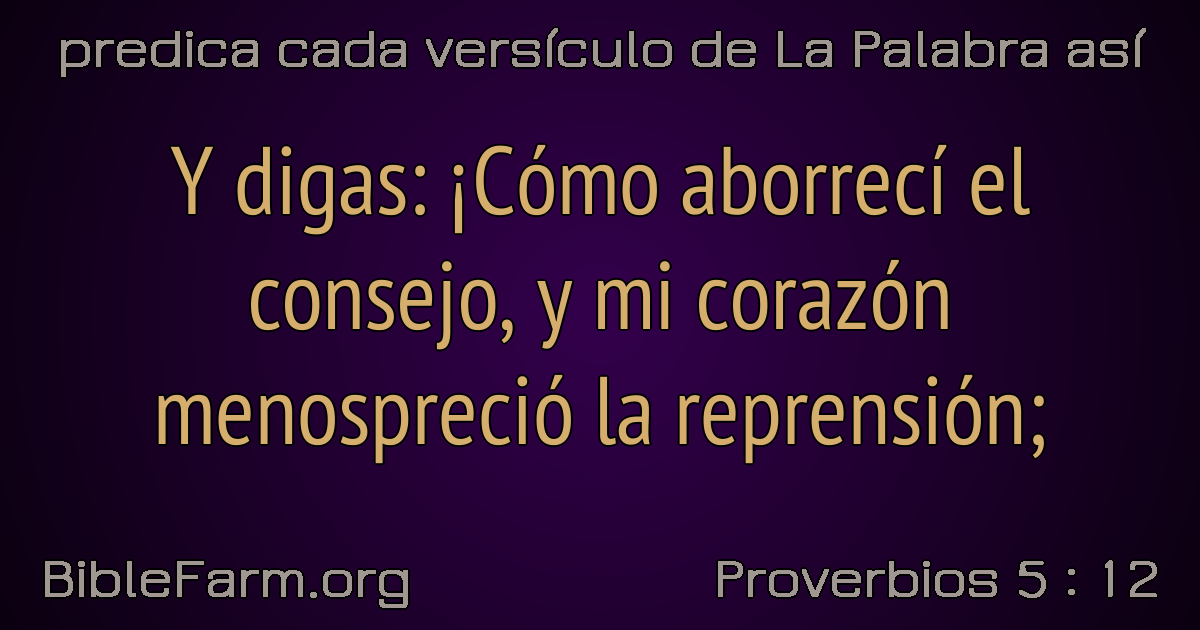 predica cada versículo de La Palabra así
Y digas: ¡Cómo aborrecí el
consejo, y mi corazón
menospreció la reprensión;
BibleFarm.org
Proverbios 5 : 12